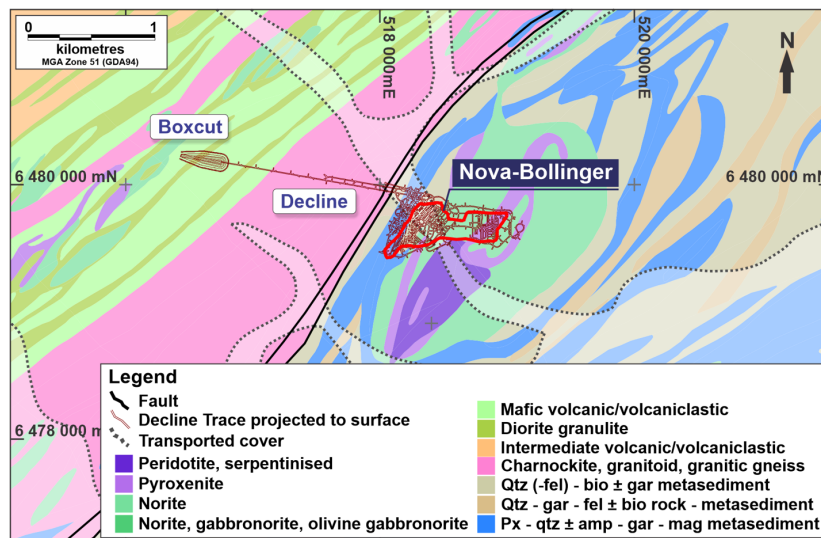 0 1
kilometres
MGA Zone 51 (GDA94)
518 000mE
520 000mE
N
Boxcut
Nova-Bollinger
6 480 000 mN
6 480 000 mN
Decline
6 478 000 m
Legend
Fault
Decline Trace projected to surface
Transported cover
Peridotite, serpentinised
Pyroxenite
Norite
Norite, gabbronorite, olivine gabbronorite
Mafic volcanic/volcaniclastic
Diorite granulite
Intermediate volcanic/volcaniclastic
Charnockite, granitoid, granitic gneiss
Qtz (-fel) - bio ± gar metasediment
Qtz - gar - fel ± bio rock - metasediment
Px - qtz ± amp - gar - mag metasediment